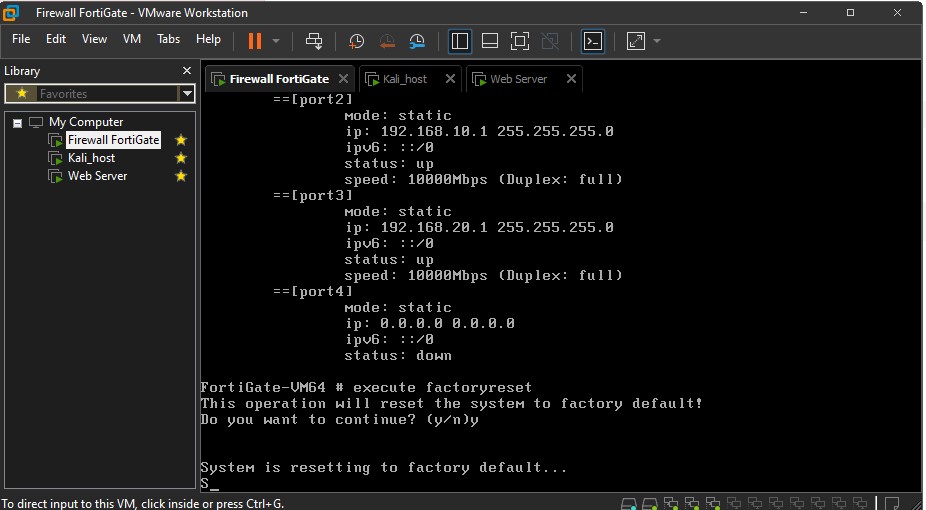 Firewall FortiGate - VMware Workstation
File Edit View VM Tabs Help
Library
Favorites
My Computer
Firewall FortiGate
Kali_host
Web Server
Firewall FortiGate Kali_host Web Server
==[port2]
mode: static
ip: 192.168.10.1 255.255.255.0
ipv6: ::/0
status: up
speed: 10000Mbps (Duplex: full)
==[port3]
mode: static
ip: 192.168.20.1 255.255.255.0
ipv6: ::/0
status: up
speed: 10000Mbps (Duplex: full)
==[port4]
mode: static
ip: 0.0.0.0 0.0.0.0
ipv6: ::/0
status: down
FortiGate-VM64 # execute factoryreset
This operation will reset the system to factory default!
Do you want to continue? (y/n)y
System is resetting to factory default...
S_
To direct input to this VM, click inside or press Ctrl+G.